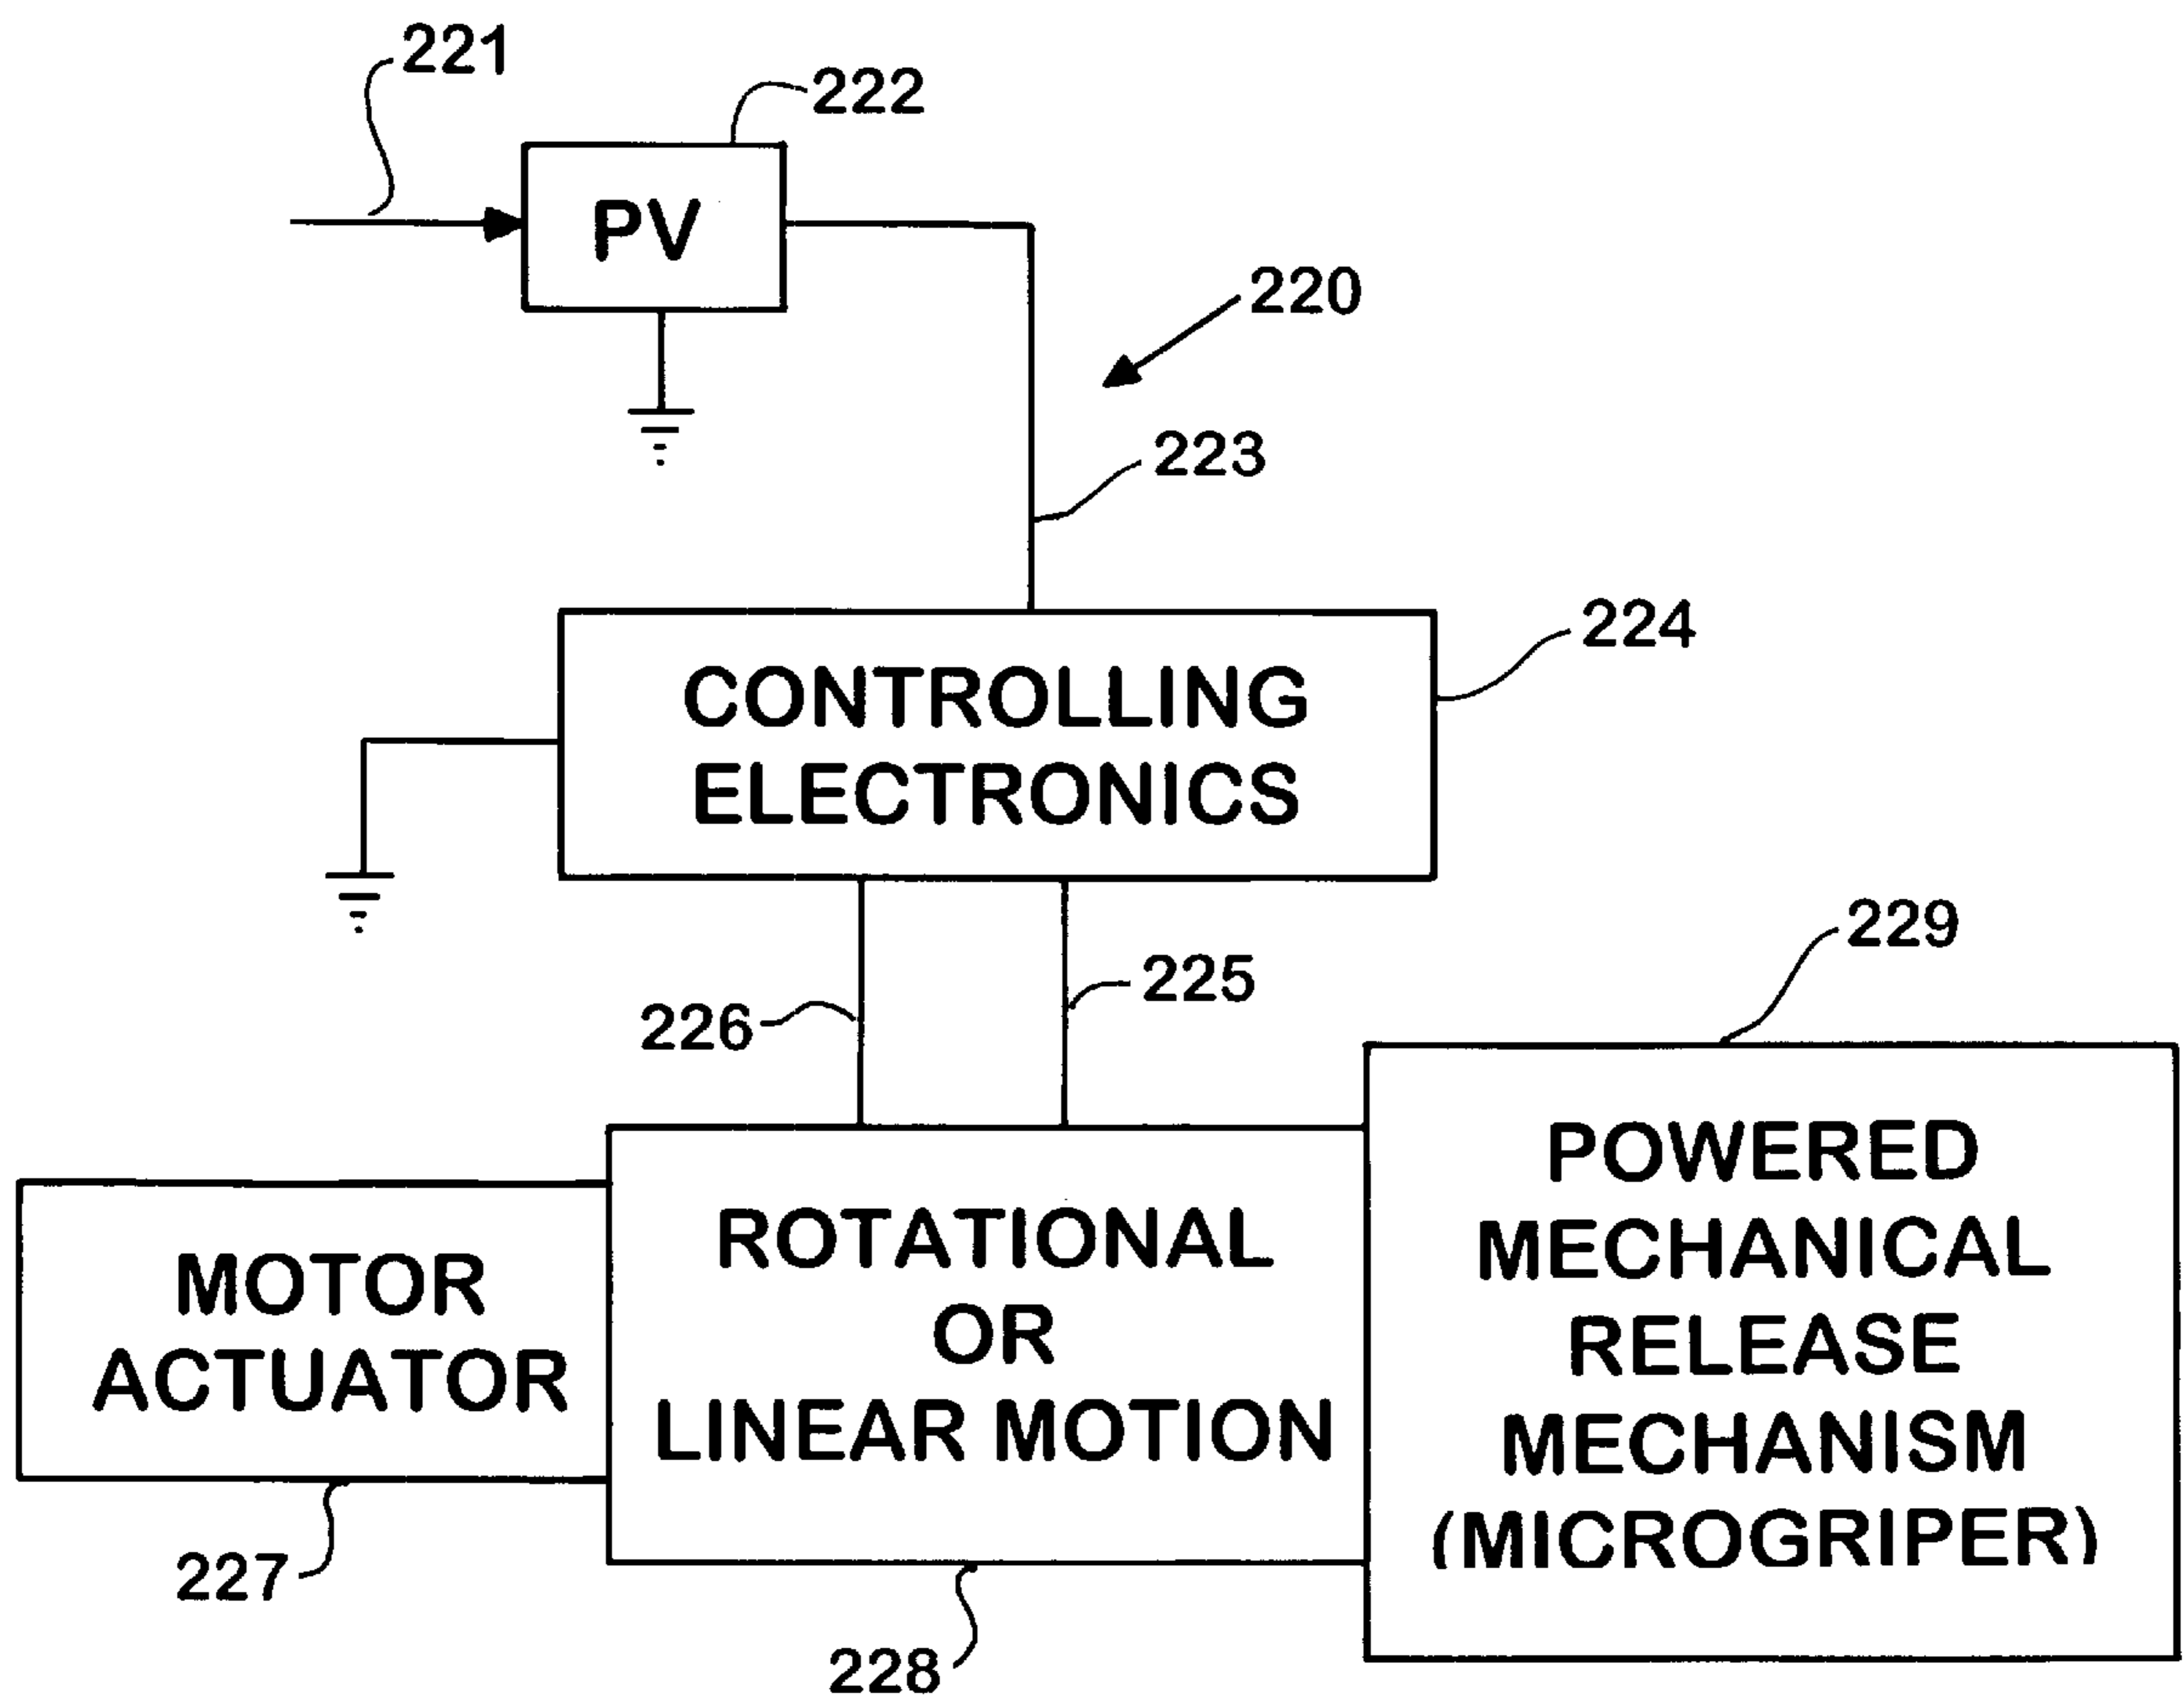 221
222
PV
220
223
224
CONTROLLING
ELECTRONICS
229
225
226
POWERED
MECHANICAL
RELEASE
MECHANISM
(MICROGRIPER)
ROTATIONAL
OR
LINEAR MOTION
MOTOR
ACTUATOR
227
228